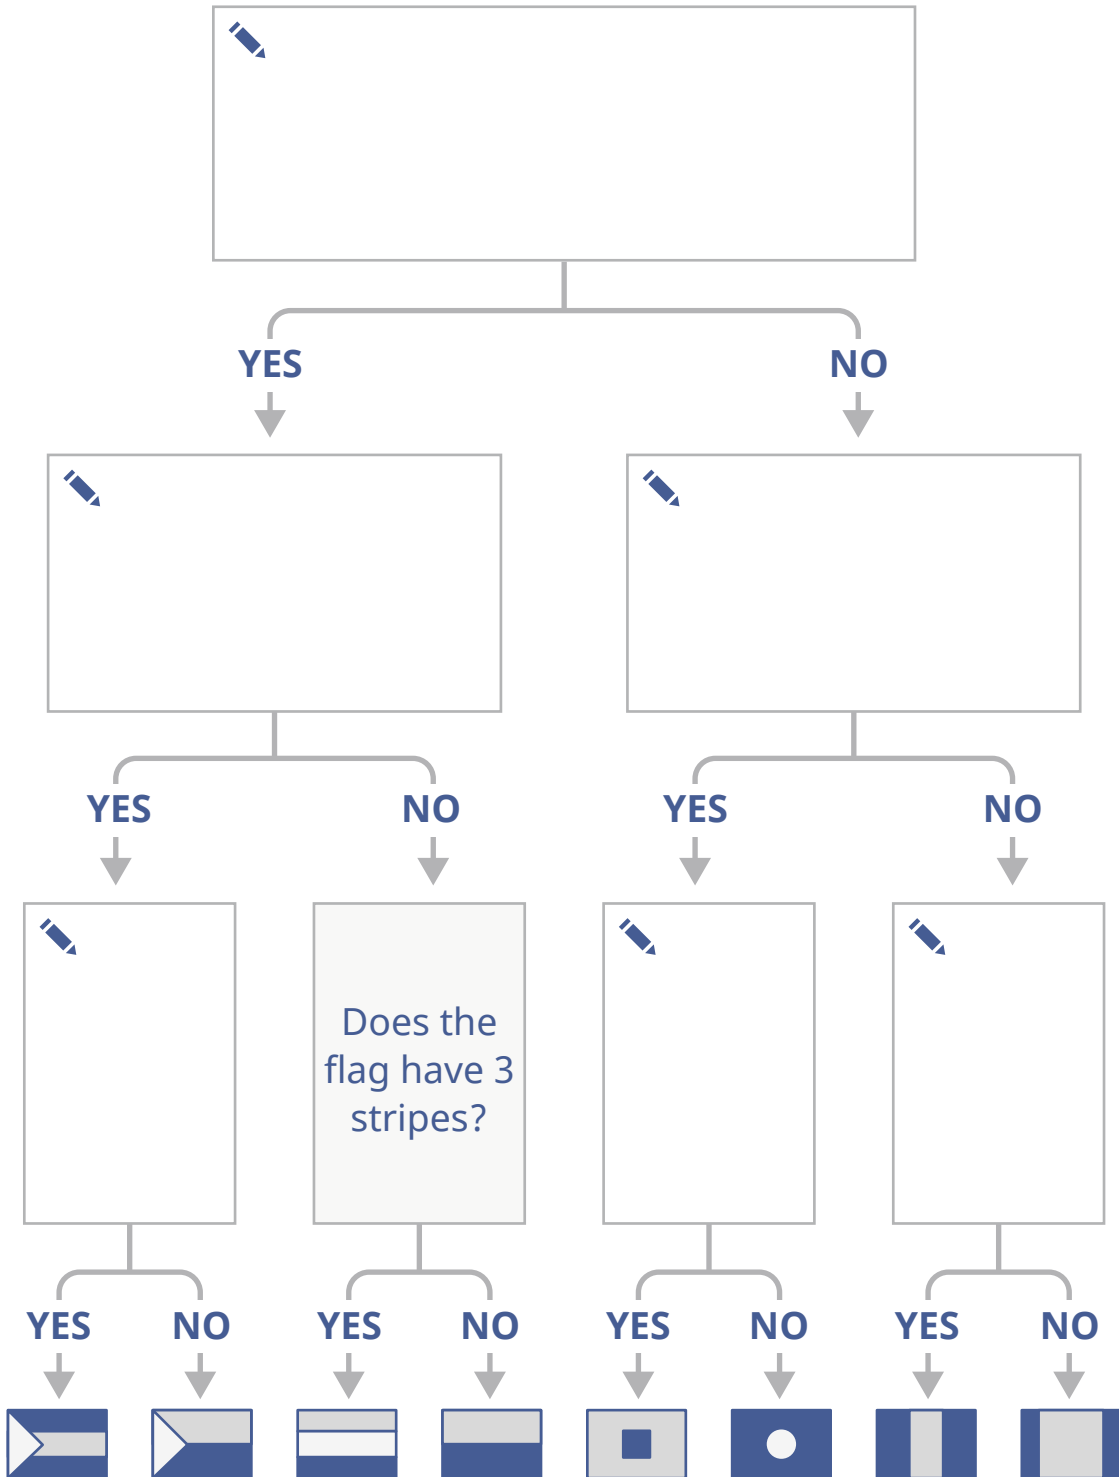 YES
NO
YES
NO
YES
NO
Does the
flag have 3
stripes?
YES
NO
YES
NO
YES
NO
YES
NO